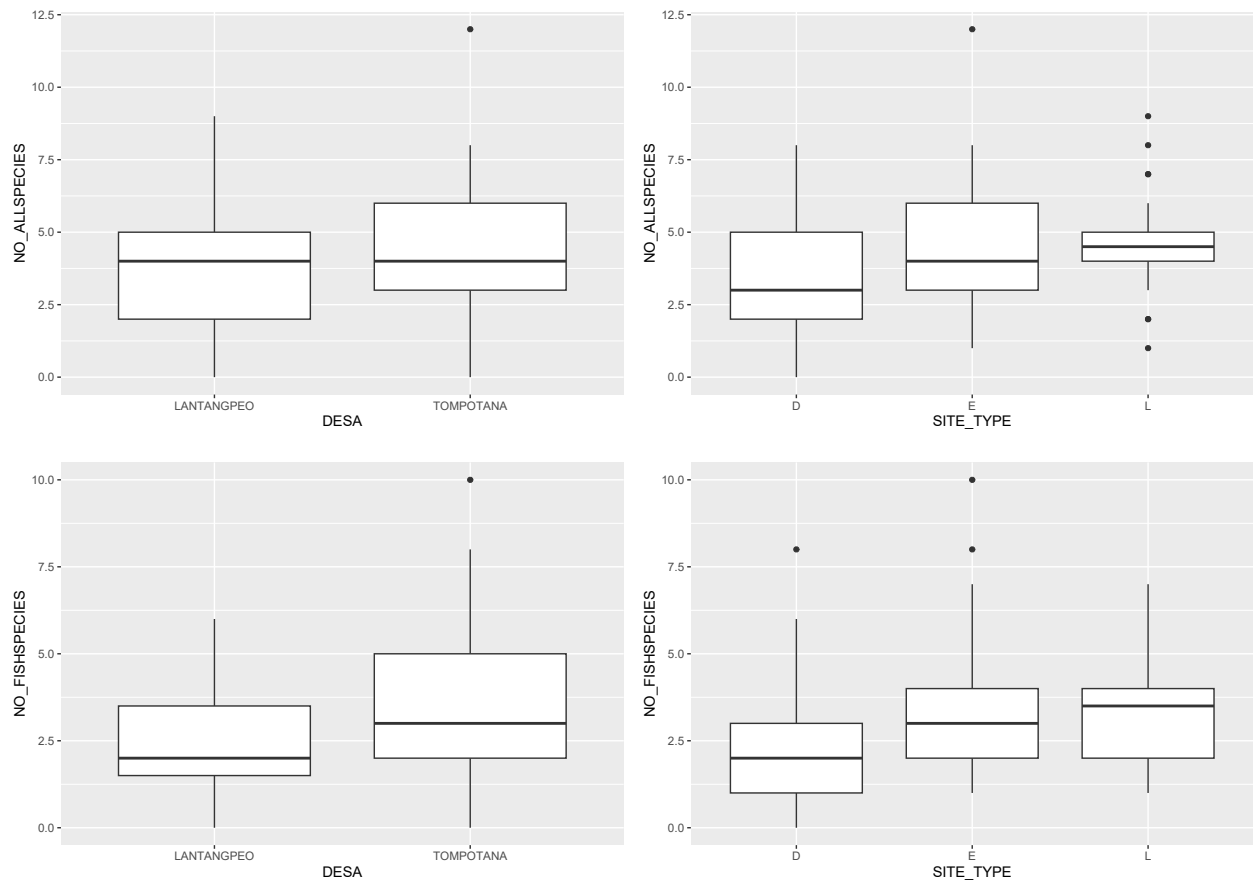 12.5
10.0
7.5
5.0
2.5
0.0
NO_ALLSPECIES
LANTANGPEO TOMPOTANA
DESA
12.5
10.0
7.5
5.0
2.5
0.0
NO_ALLSPECIES
D E L
SITE_TYPE
10.0
7.5
5.0
2.5
0.0
NO_FISHSPECIES
LANTANGPEO TOMPOTANA
DESA
10.0
7.5
5.0
2.5
0.0
NO_FISHSPECIES
D E L
SITE_TYPE